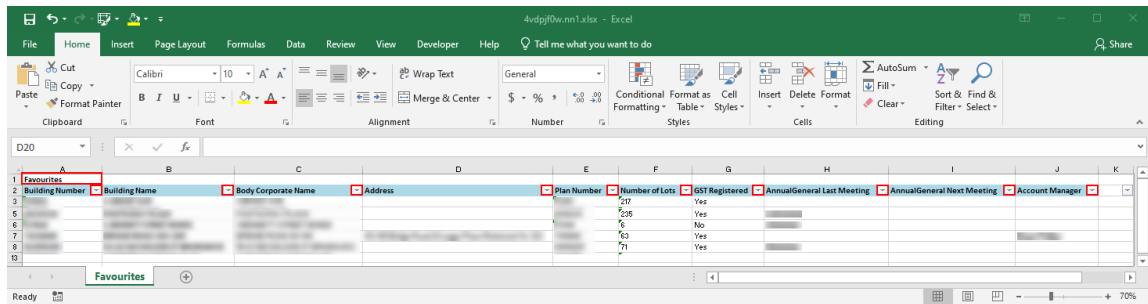 4vdpjf0w.nn1.xlsx - Excel
File Home Insert Page Layout Formulas Data Review View Developer Help Tell me what you want to do Share
Cut
Copy
Format Painter
Paste
Clipboard
Calibri 10 A A
B I U A
Font
Wrap Text
Merge & Center
Alignment
General
$ % , .00 .00
Number
Conditional Formatting
Format as Table
Cell Styles
Styles
Insert Delete Format
Cells
AutoSum
Fill
Clear
Sort & Filter
Find & Select
Editing
D20 fx
A B C D E F G H I J K
1 Favourites
2 Building Number Building Name Body Corporate Name Address Plan Number Number of Lots GST Registered AnnualGeneral Last Meeting AnnualGeneral Next Meeting Account Manager
3 217 Yes
5 235 Yes
6 6 No
7 63 Yes
8 71 Yes
13
Favourites
Ready 70%